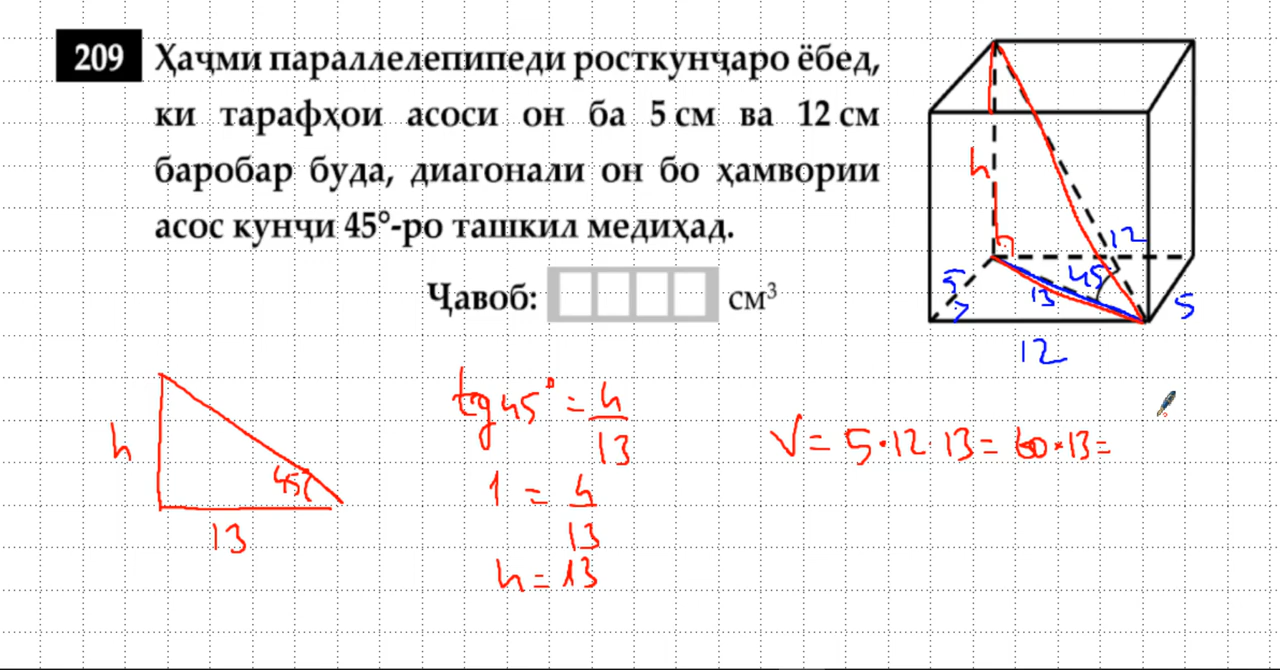 209 Ҳаҷми параллелепипеди росткунҷаро ёбед,
ки тарафҳои асоси он ба 5 см ва 12 см
баробар буда, диагонали он бо ҳамвории
асос кунҷи 45°-ро ташкил медиҳад.
Ҷавоб: см³
h
12
5
45
13
5
12
h
45
13
tg 45° = h/13
1 = h/13
h = 13
V = 5·12·13 = 60·13 =